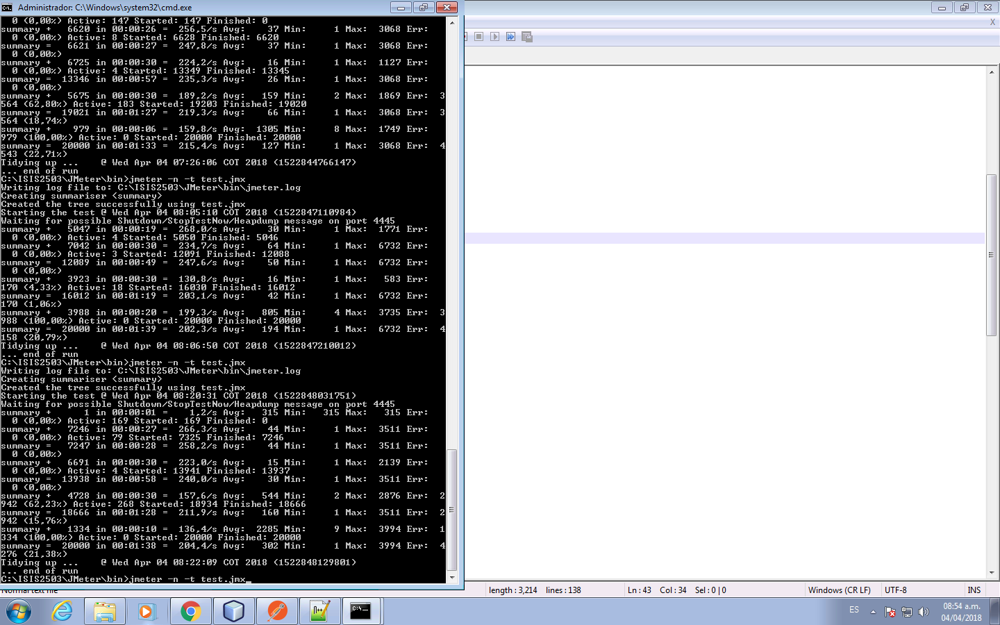 Administrador: C:\Windows\system32\cmd.exe
0 (0,00%) Active: 147 Started: 147 Finished: 0
summary +   6620 in 00:00:26 =  256,5/s Avg:    37 Min:     1 Max:  3068 Err:
0 (0,00%) Active: 8 Started: 6628 Finished: 6620
summary =   6621 in 00:00:27 =  247,8/s Avg:    37 Min:     1 Max:  3068 Err:
0 (0,00%)
summary +   6725 in 00:00:30 =  224,2/s Avg:    16 Min:     1 Max:  1127 Err:
0 (0,00%) Active: 4 Started: 13349 Finished: 13345
summary =  13346 in 00:00:57 =  235,3/s Avg:    26 Min:     1 Max:  3068 Err:
0 (0,00%)
summary +   5675 in 00:00:30 =  189,2/s Avg:   159 Min:     2 Max:  1869 Err:  3
564 (62,80%) Active: 183 Started: 19203 Finished: 19020
summary =  19021 in 00:01:27 =  219,3/s Avg:    66 Min:     1 Max:  3068 Err:  3
564 (18,74%)
summary +    979 in 00:00:06 =  159,8/s Avg:  1305 Min:     8 Max:  1749 Err:
979 (100,00%) Active: 0 Started: 20000 Finished: 20000
summary =  20000 in 00:01:33 =  215,4/s Avg:   127 Min:     1 Max:  3068 Err:  4
543 (22,71%)
Tidying up ...    @ Wed Apr 04 07:26:06 COT 2018 (1522844766147)
... end of run
C:\ISIS2503\JMeter\bin>jmeter -n -t test.jmx
Writing log file to: C:\ISIS2503\JMeter\bin\jmeter.log
Creating summariser <summary>
Created the tree successfully using test.jmx
Starting the test @ Wed Apr 04 08:05:10 COT 2018 (1522847110984)
Waiting for possible Shutdown/StopTestNow/Heapdump message on port 4445
summary +   5047 in 00:00:19 =  268,0/s Avg:    30 Min:     1 Max:  1771 Err:
0 (0,00%) Active: 4 Started: 5050 Finished: 5046
summary +   7042 in 00:00:30 =  234,7/s Avg:    64 Min:     1 Max:  6732 Err:
0 (0,00%) Active: 3 Started: 12091 Finished: 12088
summary =  12089 in 00:00:49 =  247,6/s Avg:    50 Min:     1 Max:  6732 Err:
0 (0,00%)
summary +   3923 in 00:00:30 =  130,8/s Avg:    16 Min:     1 Max:   583 Err:
170 (4,33%) Active: 18 Started: 16030 Finished: 16012
summary =  16012 in 00:01:19 =  203,1/s Avg:    42 Min:     1 Max:  6732 Err:
170 (1,06%)
summary +   3988 in 00:00:20 =  199,3/s Avg:   805 Min:     4 Max:  3735 Err:  3
988 (100,00%) Active: 0 Started: 20000 Finished: 20000
summary =  20000 in 00:01:39 =  202,3/s Avg:   194 Min:     1 Max:  6732 Err:  4
158 (20,79%)
Tidying up ...    @ Wed Apr 04 08:06:50 COT 2018 (1522847210012)
... end of run
C:\ISIS2503\JMeter\bin>jmeter -n -t test.jmx
Writing log file to: C:\ISIS2503\JMeter\bin\jmeter.log
Creating summariser <summary>
Created the tree successfully using test.jmx
Starting the test @ Wed Apr 04 08:20:31 COT 2018 (1522848031751)
Waiting for possible Shutdown/StopTestNow/Heapdump message on port 4445
summary +      1 in 00:00:01 =    1,2/s Avg:   315 Min:   315 Max:   315 Err:
0 (0,00%) Active: 169 Started: 169 Finished: 0
summary +   7246 in 00:00:27 =  266,3/s Avg:    44 Min:     1 Max:  3511 Err:
0 (0,00%) Active: 79 Started: 7325 Finished: 7246
summary =   7247 in 00:00:28 =  258,2/s Avg:    44 Min:     1 Max:  3511 Err:
0 (0,00%)
summary +   6691 in 00:00:30 =  223,0/s Avg:    15 Min:     1 Max:  2139 Err:
0 (0,00%) Active: 4 Started: 13941 Finished: 13937
summary =  13938 in 00:00:58 =  240,0/s Avg:    30 Min:     1 Max:  3511 Err:
0 (0,00%)
summary +   4728 in 00:00:30 =  157,6/s Avg:   544 Min:     2 Max:  2876 Err:  2
942 (62,23%) Active: 268 Started: 18934 Finished: 18666
summary =  18666 in 00:01:28 =  211,9/s Avg:   160 Min:     1 Max:  3511 Err:  2
942 (15,76%)
summary +   1334 in 00:00:10 =  136,4/s Avg:  2285 Min:     9 Max:  3994 Err:  1
334 (100,00%) Active: 0 Started: 20000 Finished: 20000
summary =  20000 in 00:01:38 =  204,4/s Avg:   302 Min:     1 Max:  3994 Err:  4
276 (21,38%)
Tidying up ...    @ Wed Apr 04 08:22:09 COT 2018 (1522848129801)
... end of run
C:\ISIS2503\JMeter\bin>jmeter -n -t test.jmx_
Normal text file length : 3,214 lines : 138 Ln : 43 Col : 34 Sel : 0 | 0 Windows (CR LF) UTF-8 INS
ES 08:54 a.m.
04/04/2018